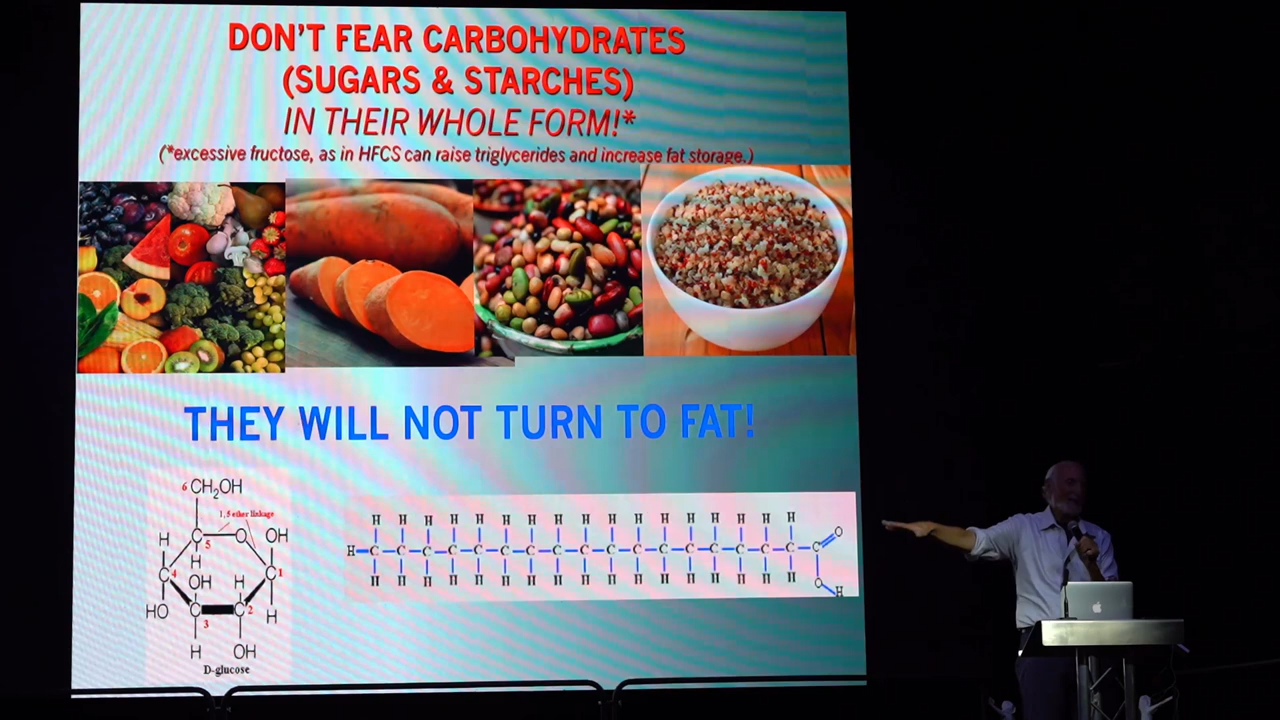 DON'T FEAR CARBOHYDRATES
(SUGARS & STARCHES)
IN THEIR WHOLE FORM!*
(*excessive fructose, as in HFCS can raise triglycerides and increase fat storage.)
THEY WILL NOT TURN TO FAT!
6 CH₂OH
1, 5 ether linkage
H C O OH
5
H
C 4 OH H C 1
HO C C 2 H
3
H OH
D-glucose
H H H H H H H H H H H H H H H H H
H-C-C-C-C-C-C-C-C-C-C-C-C-C-C-C-C-C-C=O
H H H H H H H H H H H H H H H H H O-H